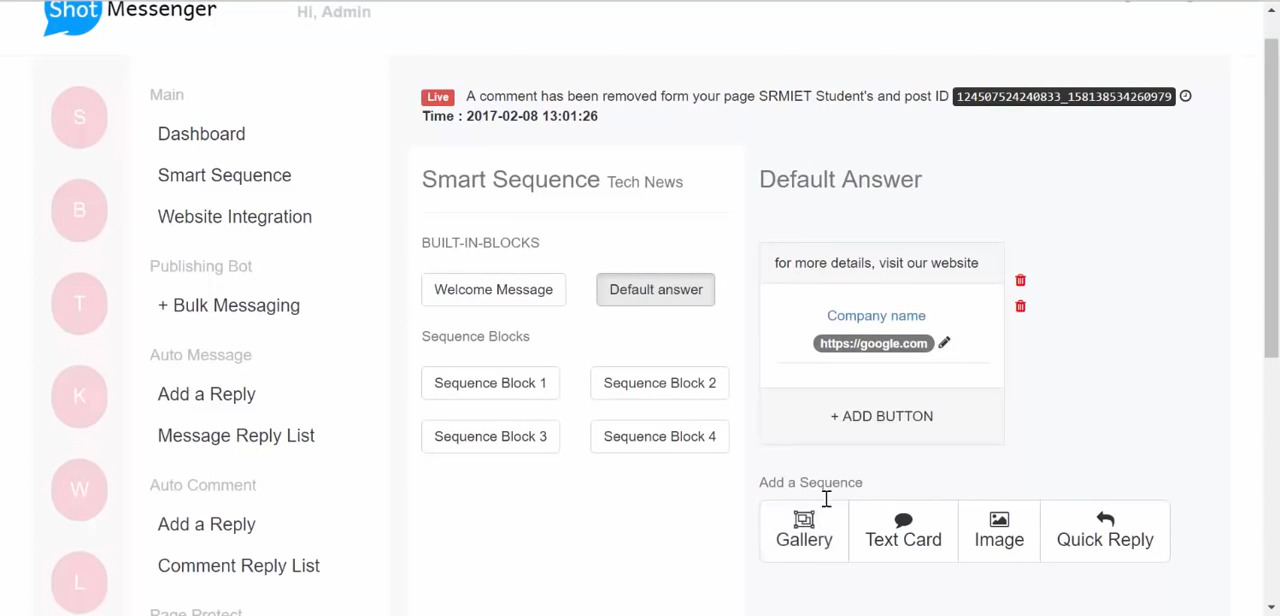 Shot Messenger
Hi, Admin
S
B
T
K
W
L
Main
Dashboard
Smart Sequence
Website Integration
Publishing Bot
+ Bulk Messaging
Auto Message
Add a Reply
Message Reply List
Auto Comment
Add a Reply
Comment Reply List
Page Protect
Live A comment has been removed form your page SRMIET Student's and post ID 124507524240833_158138534260979
Time : 2017-02-08 13:01:26
Smart Sequence Tech News
BUILT-IN-BLOCKS
Welcome Message Default answer
Sequence Blocks
Sequence Block 1 Sequence Block 2
Sequence Block 3 Sequence Block 4
Default Answer
for more details, visit our website
Company name
https://google.com
+ ADD BUTTON
Add a Sequence
Gallery Text Card Image Quick Reply